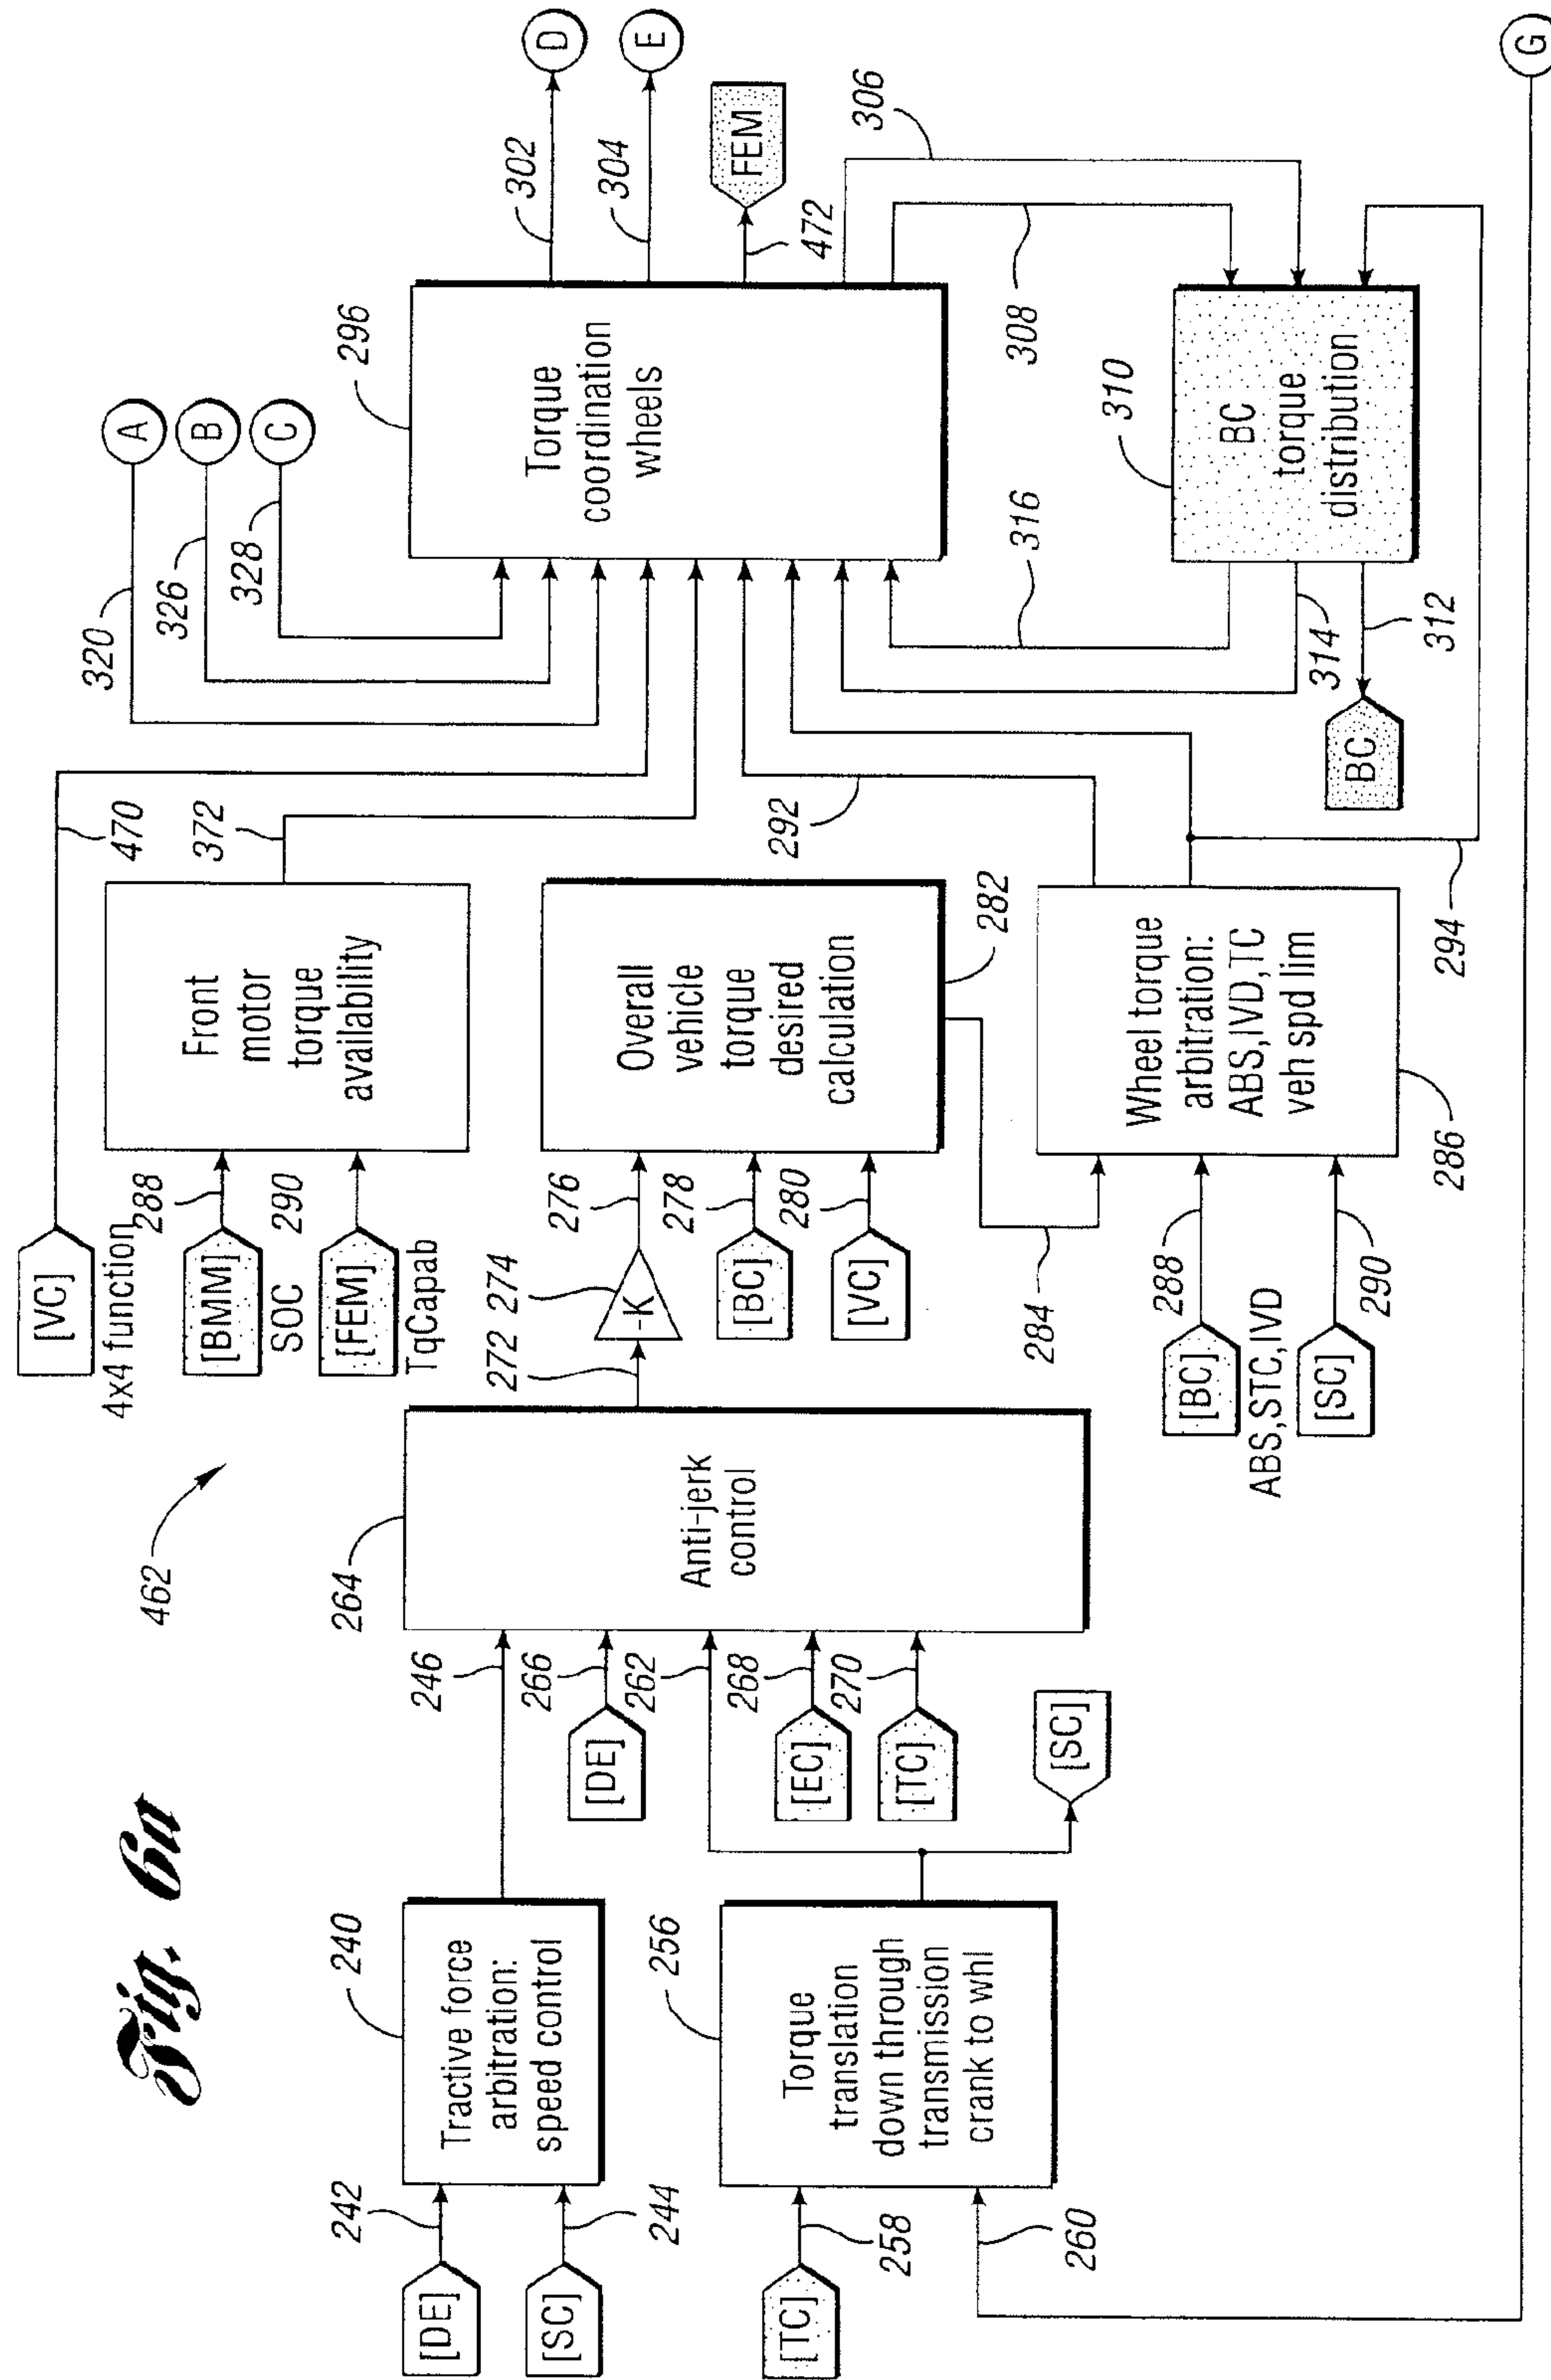 Fig. 6a
462
[DE]
242
[SC]
244
240
Tractive force
arbitration:
speed control
[TC]
258
260
256
Torque
translation
down through
transmission
crank to whl
246
266
[DE]
262
268
[EC]
270
[TC]
[SC]
264
Anti-jerk
control
272
274
-K
276
278
[BC]
280
[VC]
[VC]
4x4 function
470
288
[BMM]
SOC
290
[FEM]
TqCapab
Front
motor
torque
availability
372
Overall
vehicle
torque
desired
calculation
282
284
288
[BC]
ABS,STC,IVD
290
[SC]
Wheel torque
arbitration:
ABS,IVD,TC
veh spd lim
286
292
294
320
A
326
B
328
C
296
Torque
coordination
wheels
302
D
304
E
FEM
472
306
308
310
BC
torque
distribution
316
314
312
BC
G